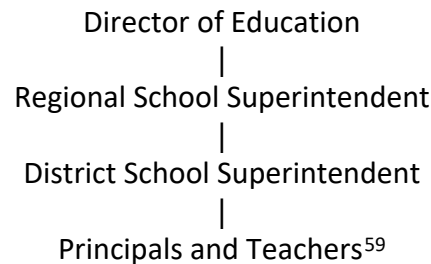 Director of Education
|
Regional School Superintendent
|
District School Superintendent
|
Principals and Teachers59